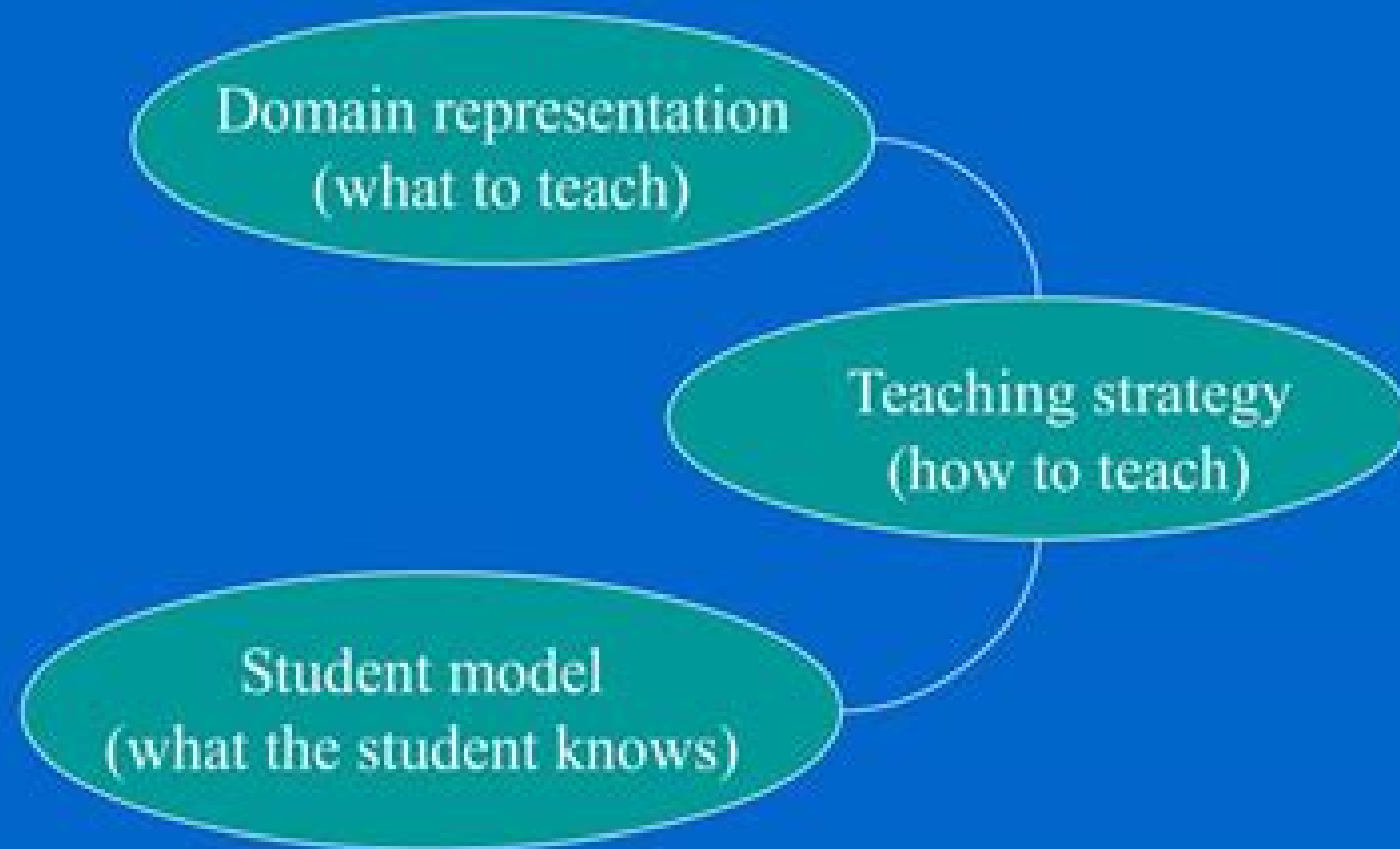 Domain representation
(what to teach)
Teaching strategy
(how to teach)
Student model
(what the student knows)